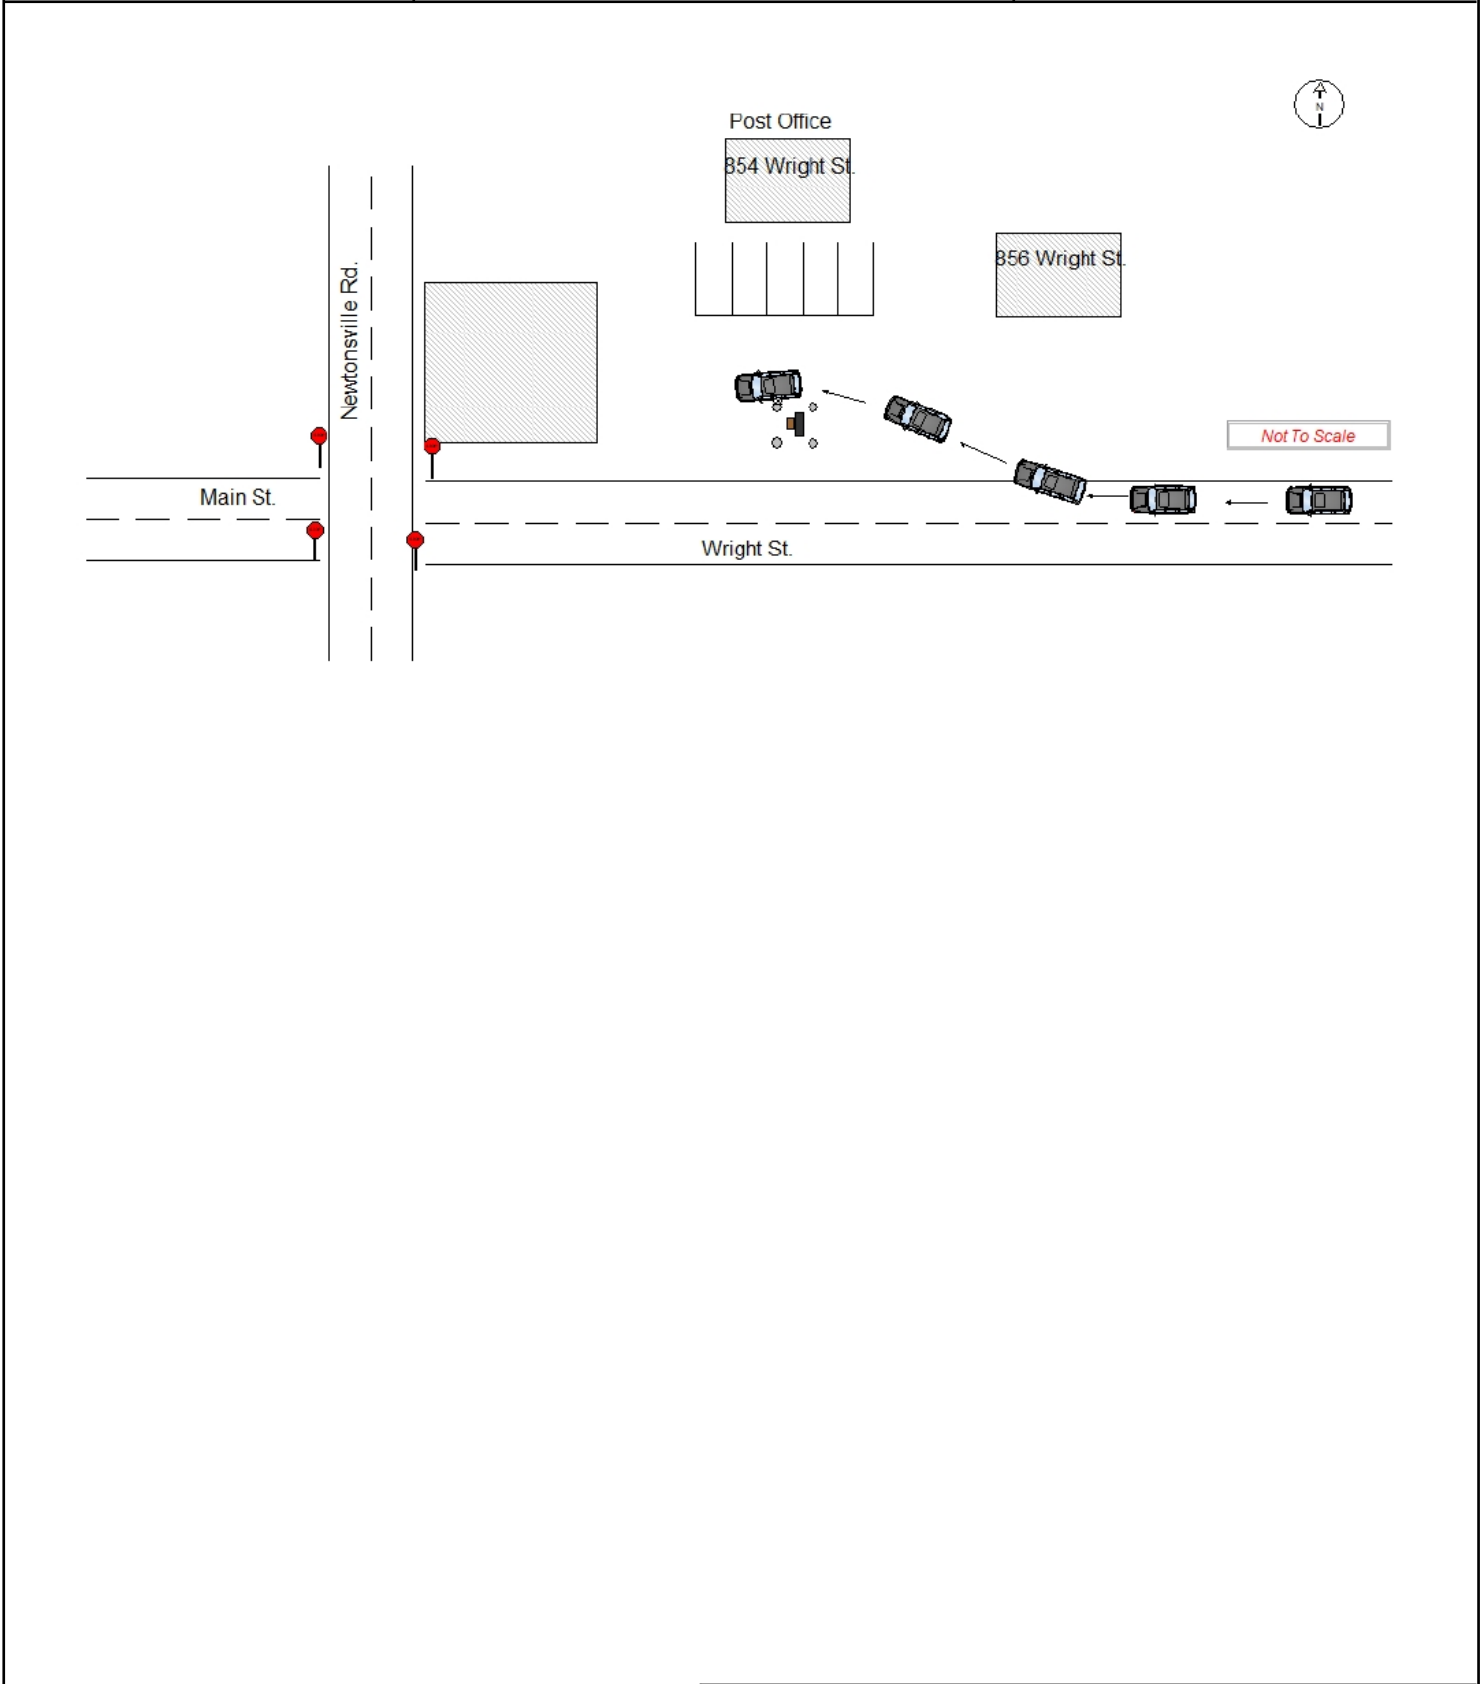 N
Post Office
854 Wright St.
856 Wright St.
Newtonsville Rd.
Not To Scale
Main St.
Wright St.